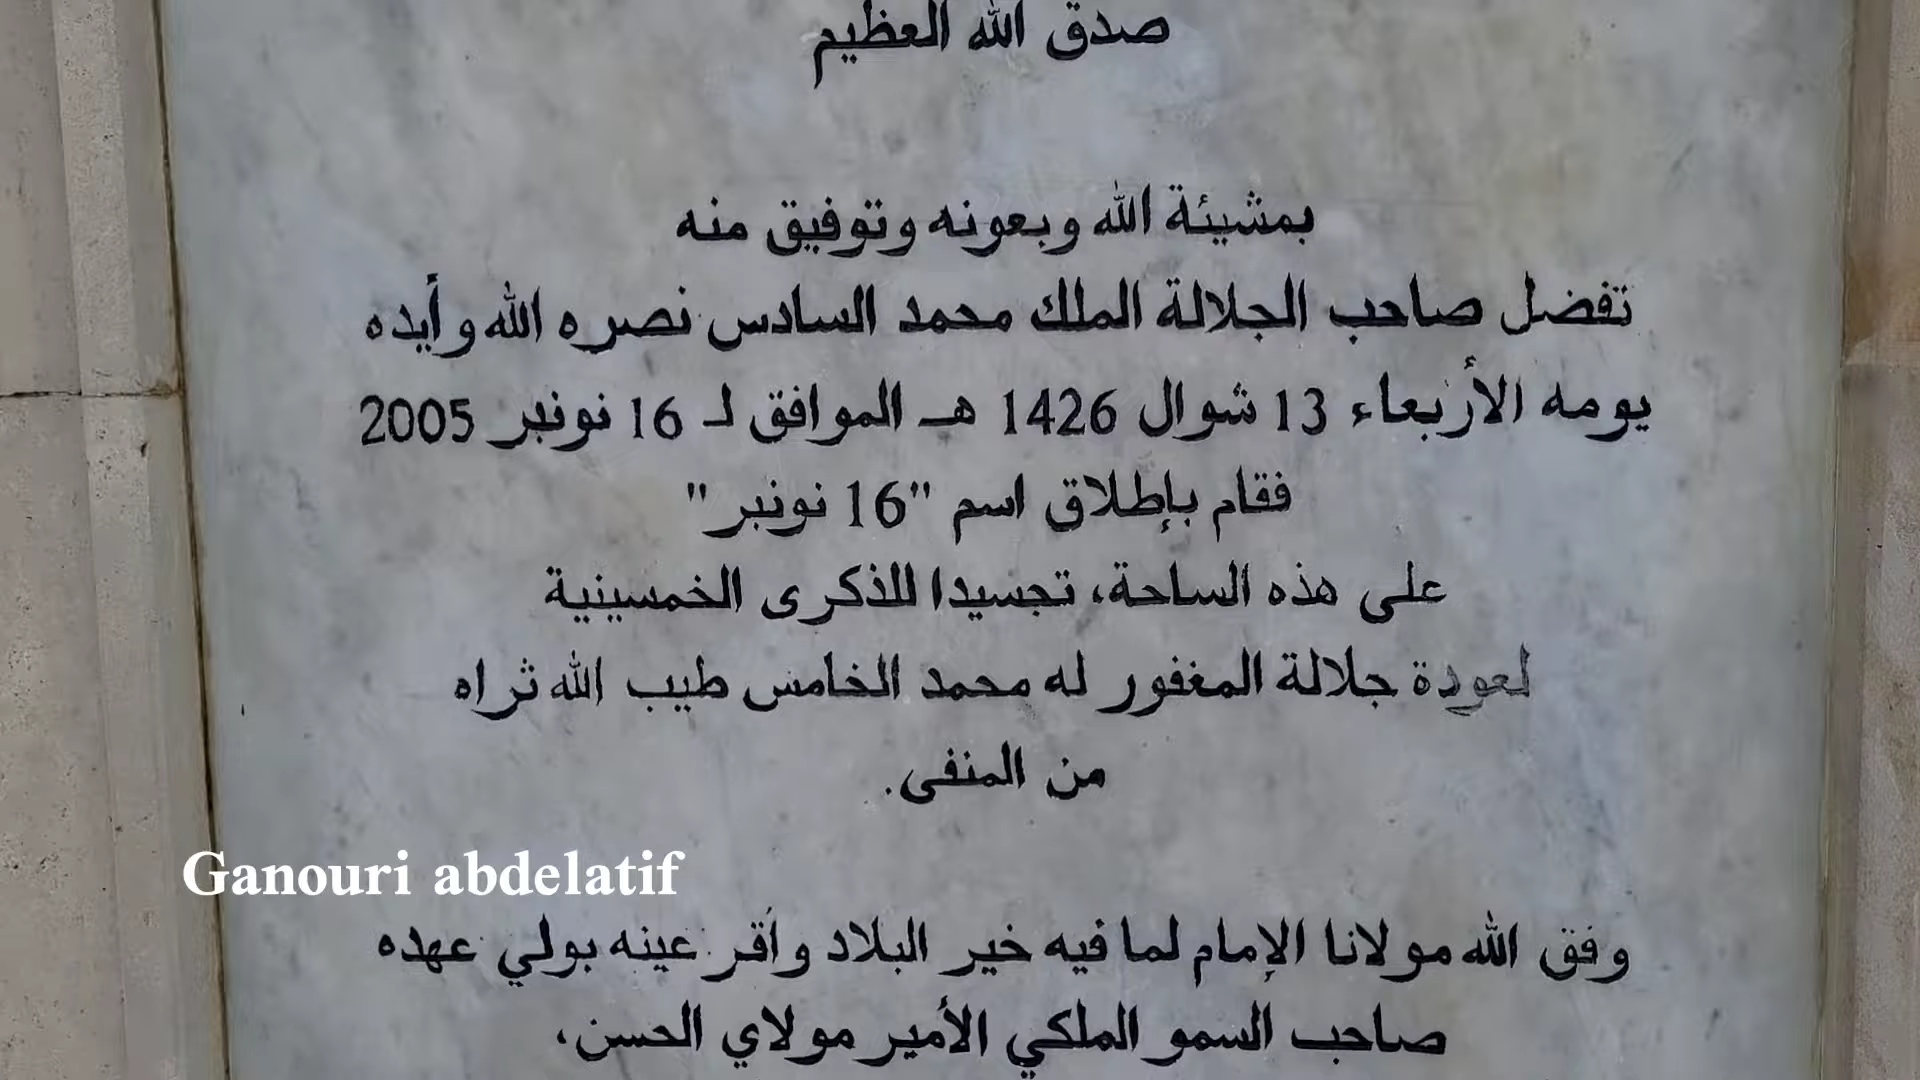 صدق الله العظيم
بمشيئة الله وبعونه وتوفيق منه
تفضل صاحب الجلالة الملك محمد السادس نصره الله وأيده
يومه الأربعاء 13 شوال 1426 هـ الموافق لـ 16 نونبر 2005
فقام بإطلاق اسم "16 نونبر"
على هذه الساحة، تجسيدا للذكرى الخمسينية
لعودة جلالة المغفور له محمد الخامس طيب الله ثراه
من المنفى.
Ganouri abdelatif
وفق الله مولانا الإمام لما فيه خير البلاد وأقر عينه بولي عهده
صاحب السمو الملكي الأمير مولاي الحسن،